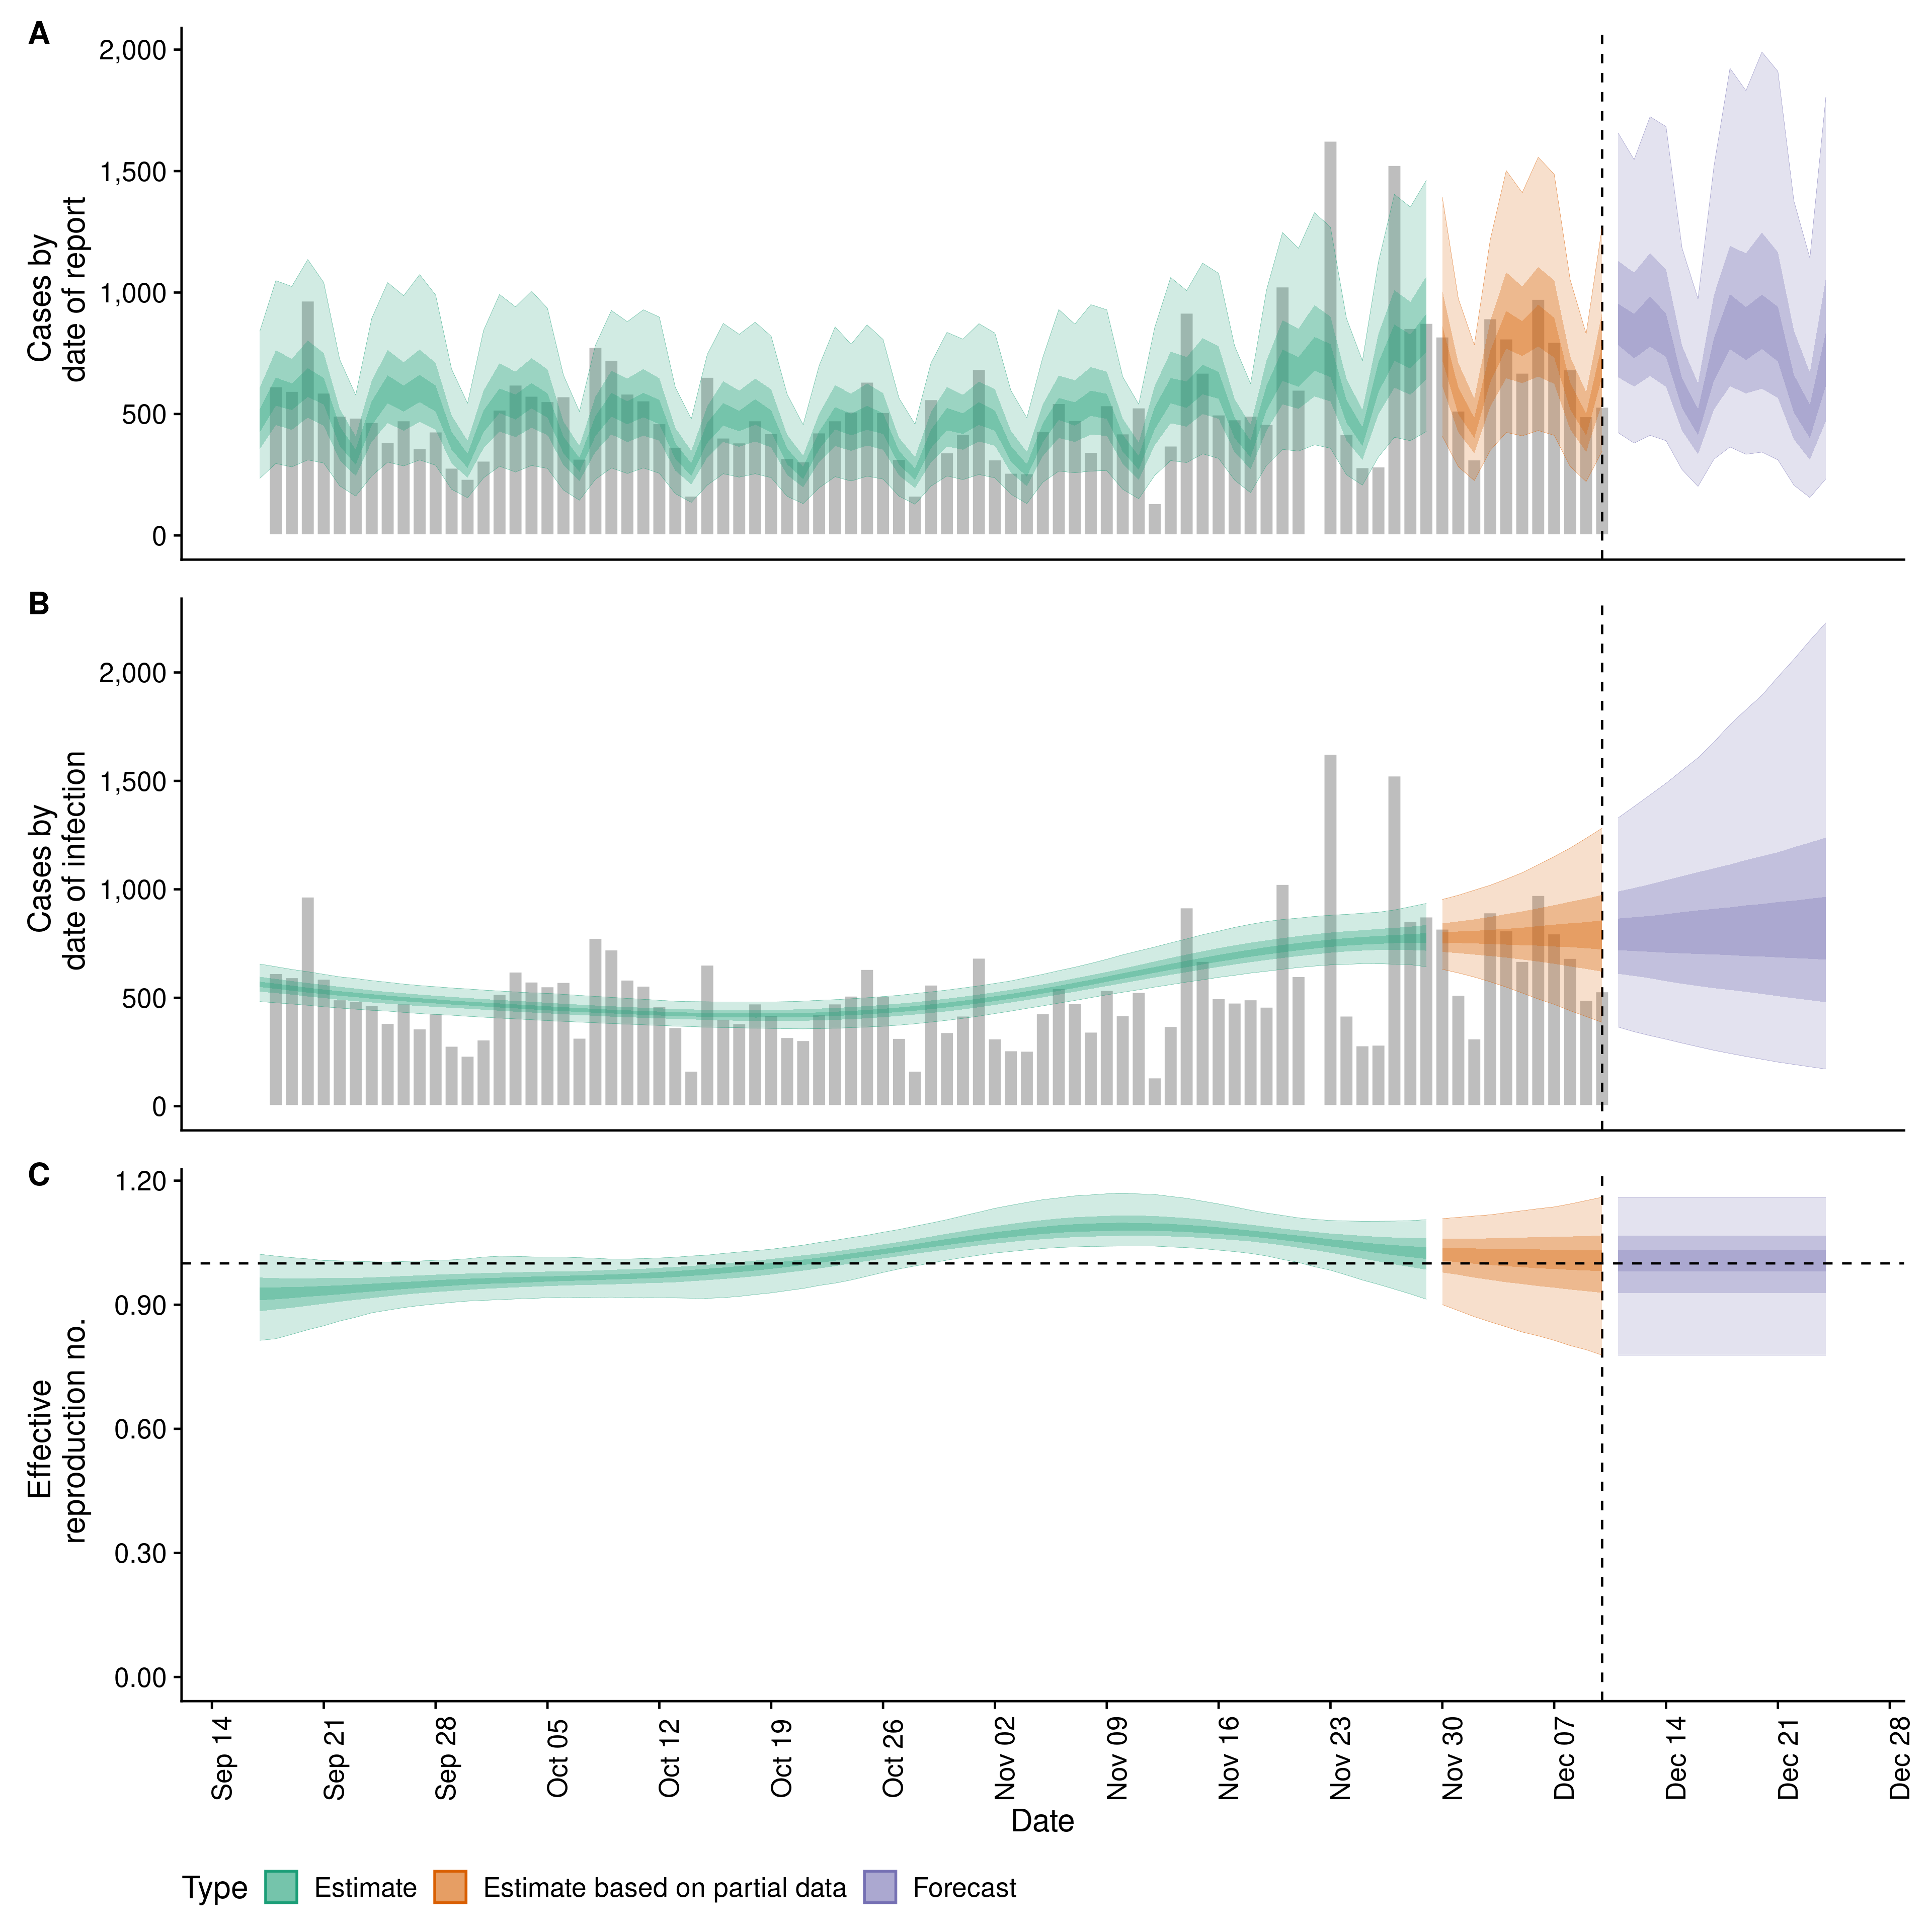 A
2,000
1,500
1,000
500
0
Cases by
date of report
B
2,000
1,500
1,000
500
0
Cases by
date of infection
C
1.20
0.90
0.60
0.30
0.00
Effective
reproduction no.
Sep 14
Sep 21
Sep 28
Oct 05
Oct 12
Oct 19
Oct 26
Nov 02
Nov 09
Nov 16
Nov 23
Nov 30
Dec 07
Dec 14
Dec 21
Dec 28
Date
Type Estimate Estimate based on partial data Forecast